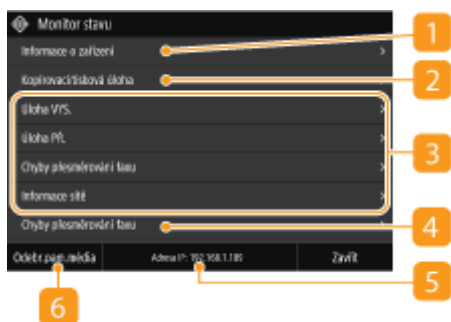 Monitor stavu
1
Informace o zařízení
Kopírovací/tisková úloha
2
Úloha VYS.
Úloha Př.
3
Chyby přesměrování faxu
Informace sítě
Chyby přesměrování faxu
4
Odebr.pam.média Adresa IP: 192.168.1.189 Zavřít
5
6